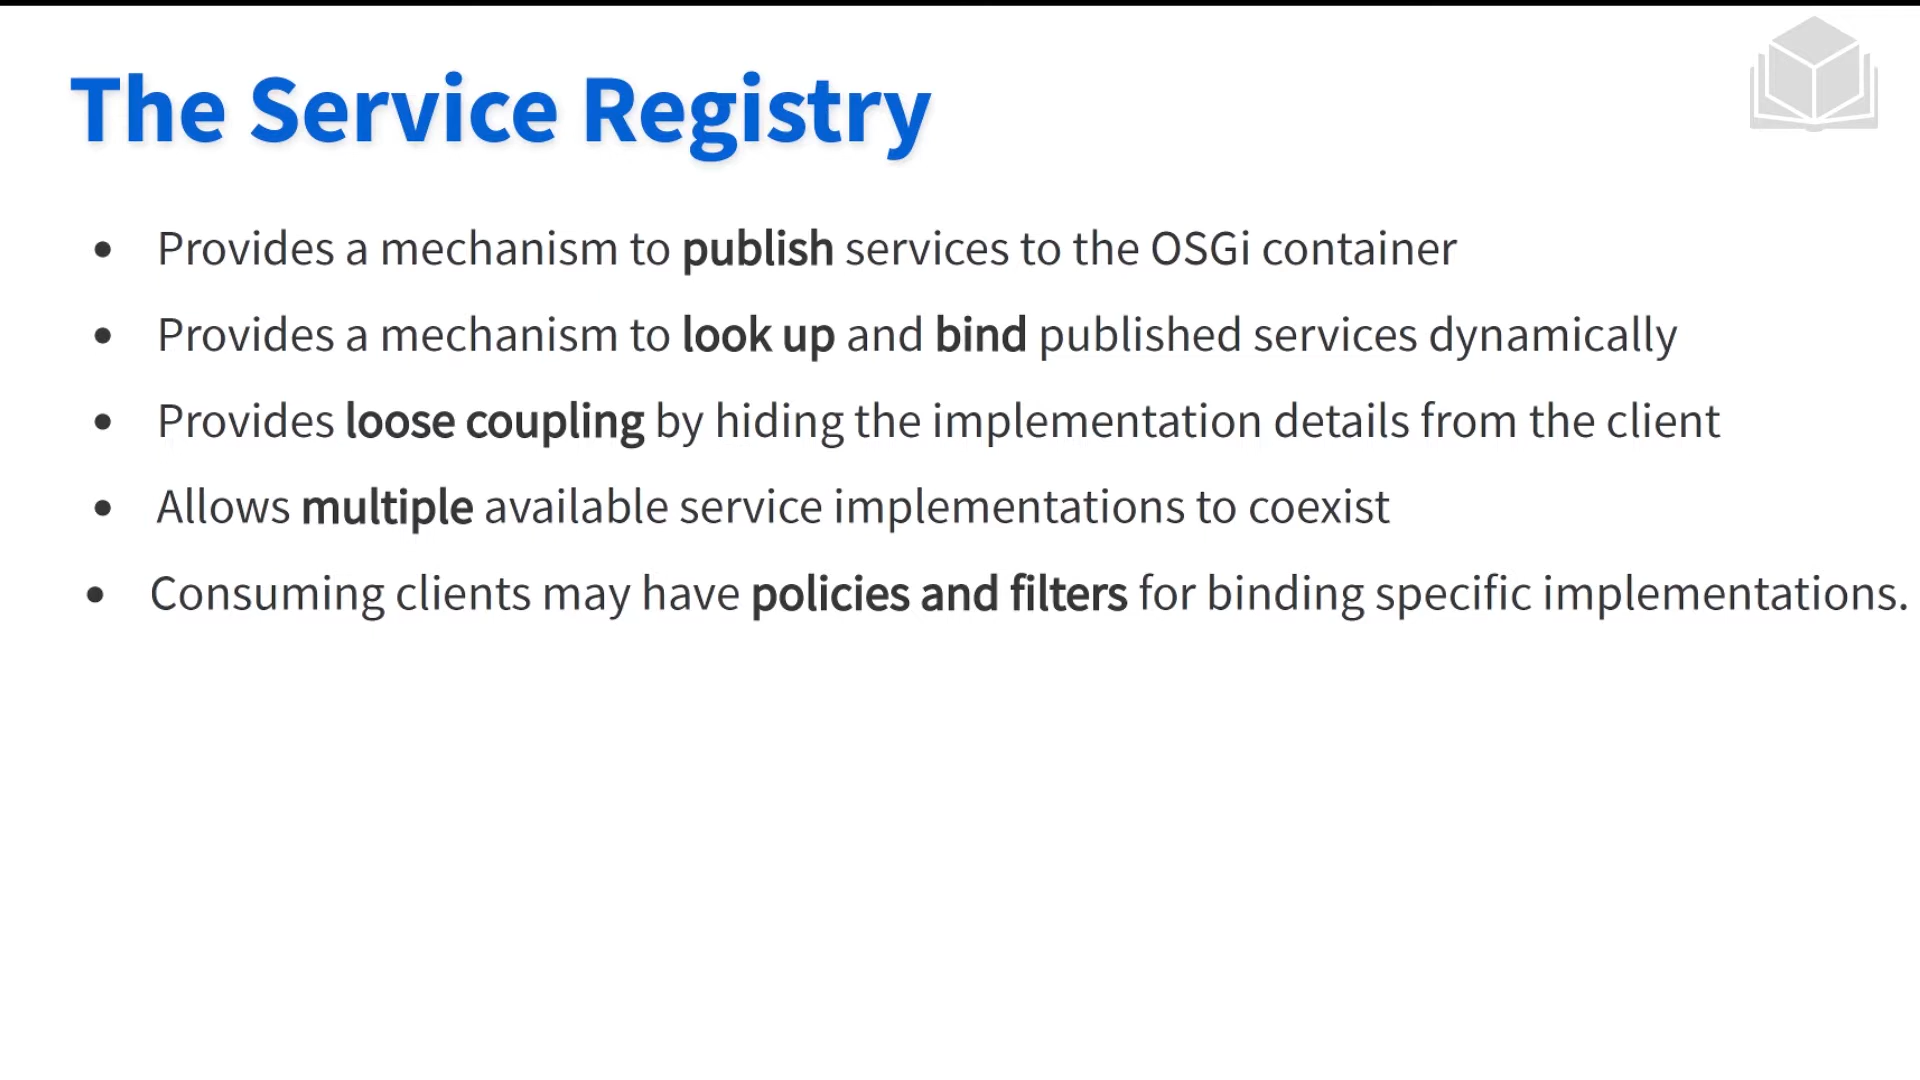 The Service Registry
• Provides a mechanism to publish services to the OSGi container
• Provides a mechanism to look up and bind published services dynamically
• Provides loose coupling by hiding the implementation details from the client
• Allows multiple available service implementations to coexist
• Consuming clients may have policies and filters for binding specific implementations.